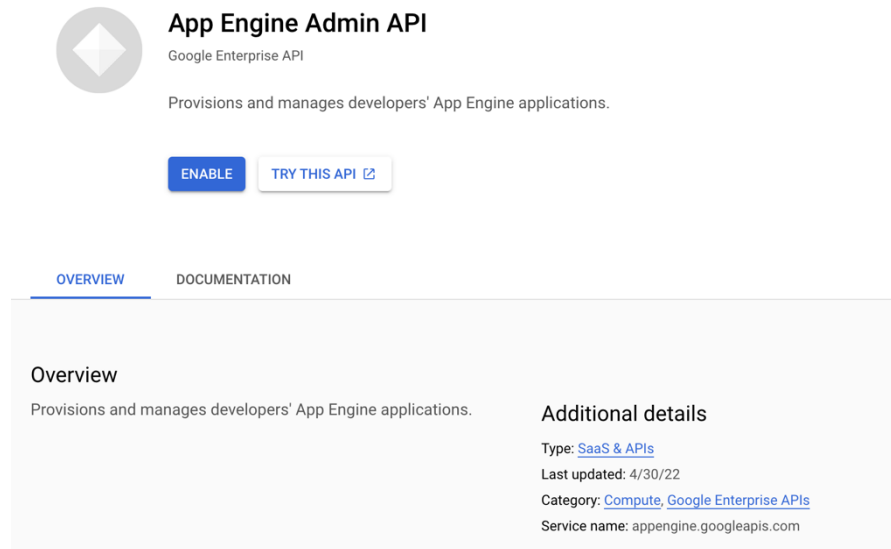 App Engine Admin API
Google Enterprise API
Provisions and manages developers' App Engine applications.
ENABLE
TRY THIS API
OVERVIEW
DOCUMENTATION
Overview
Provisions and manages developers' App Engine applications.
Additional details
Type: SaaS & APIs
Last updated: 4/30/22
Category: Compute, Google Enterprise APIs
Service name: appengine.googleapis.com